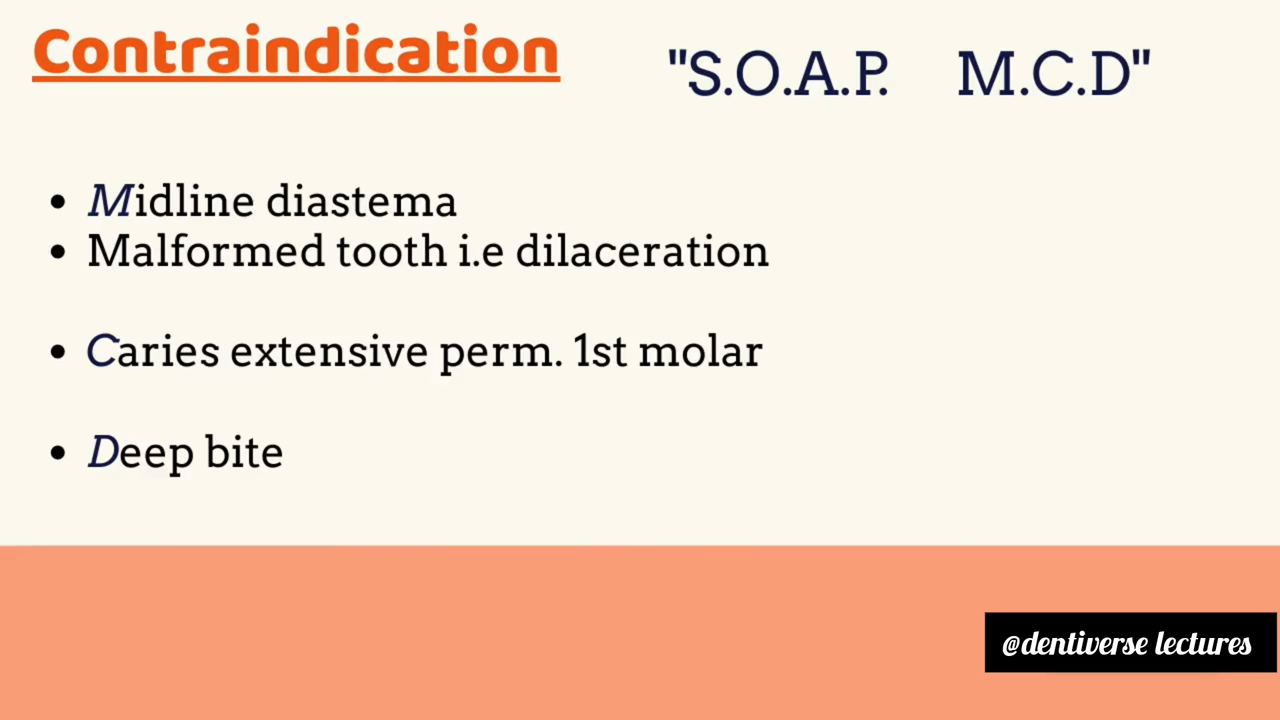 Contraindication
"S.O.A.P. M.C.D"
• Midline diastema
• Malformed tooth i.e dilaceration
• Caries extensive perm. 1st molar
• Deep bite
@dentiverse lectures